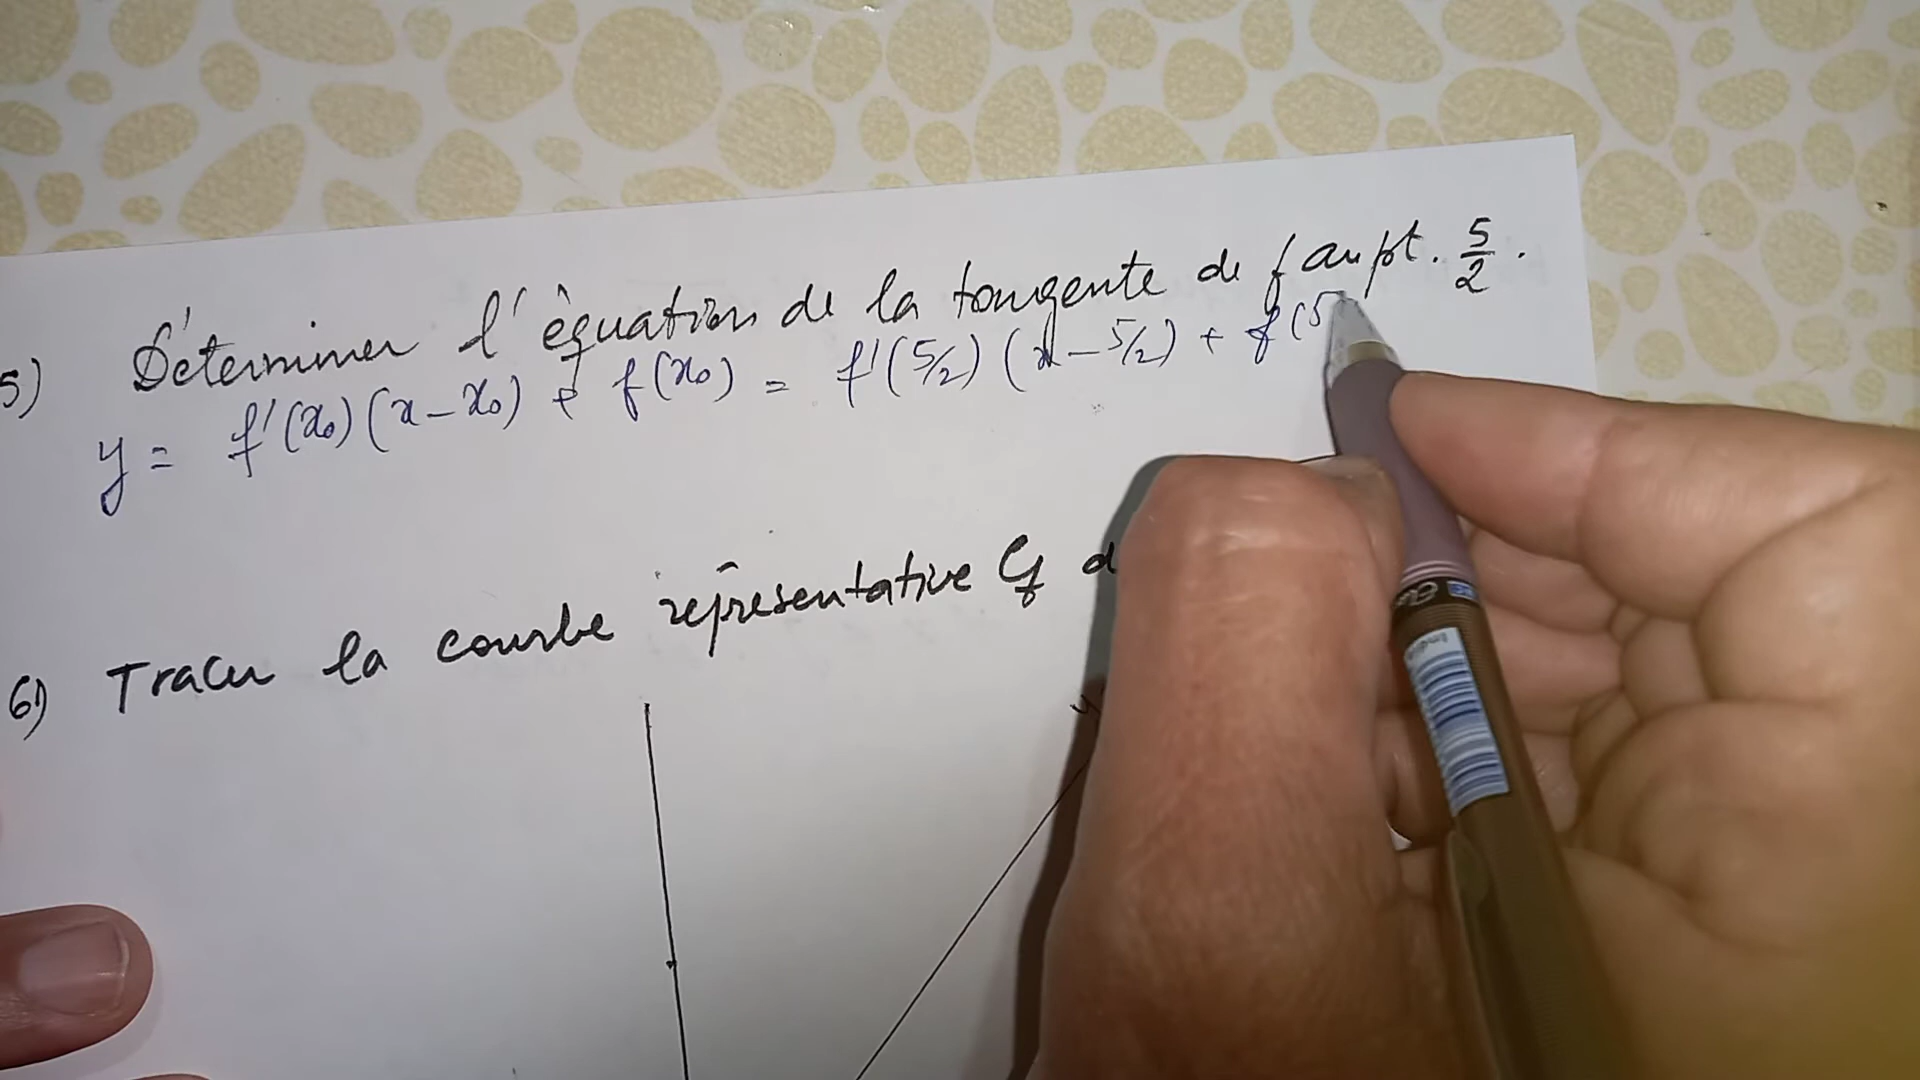 5) Déterminer l'équation de la tangente de f au pt. 5/2.
y = f'(x₀)(x-x₀) + f(x₀) = f'(5/2)(x-5/2) + f(5
6) Tracer la courbe représentative Cf d